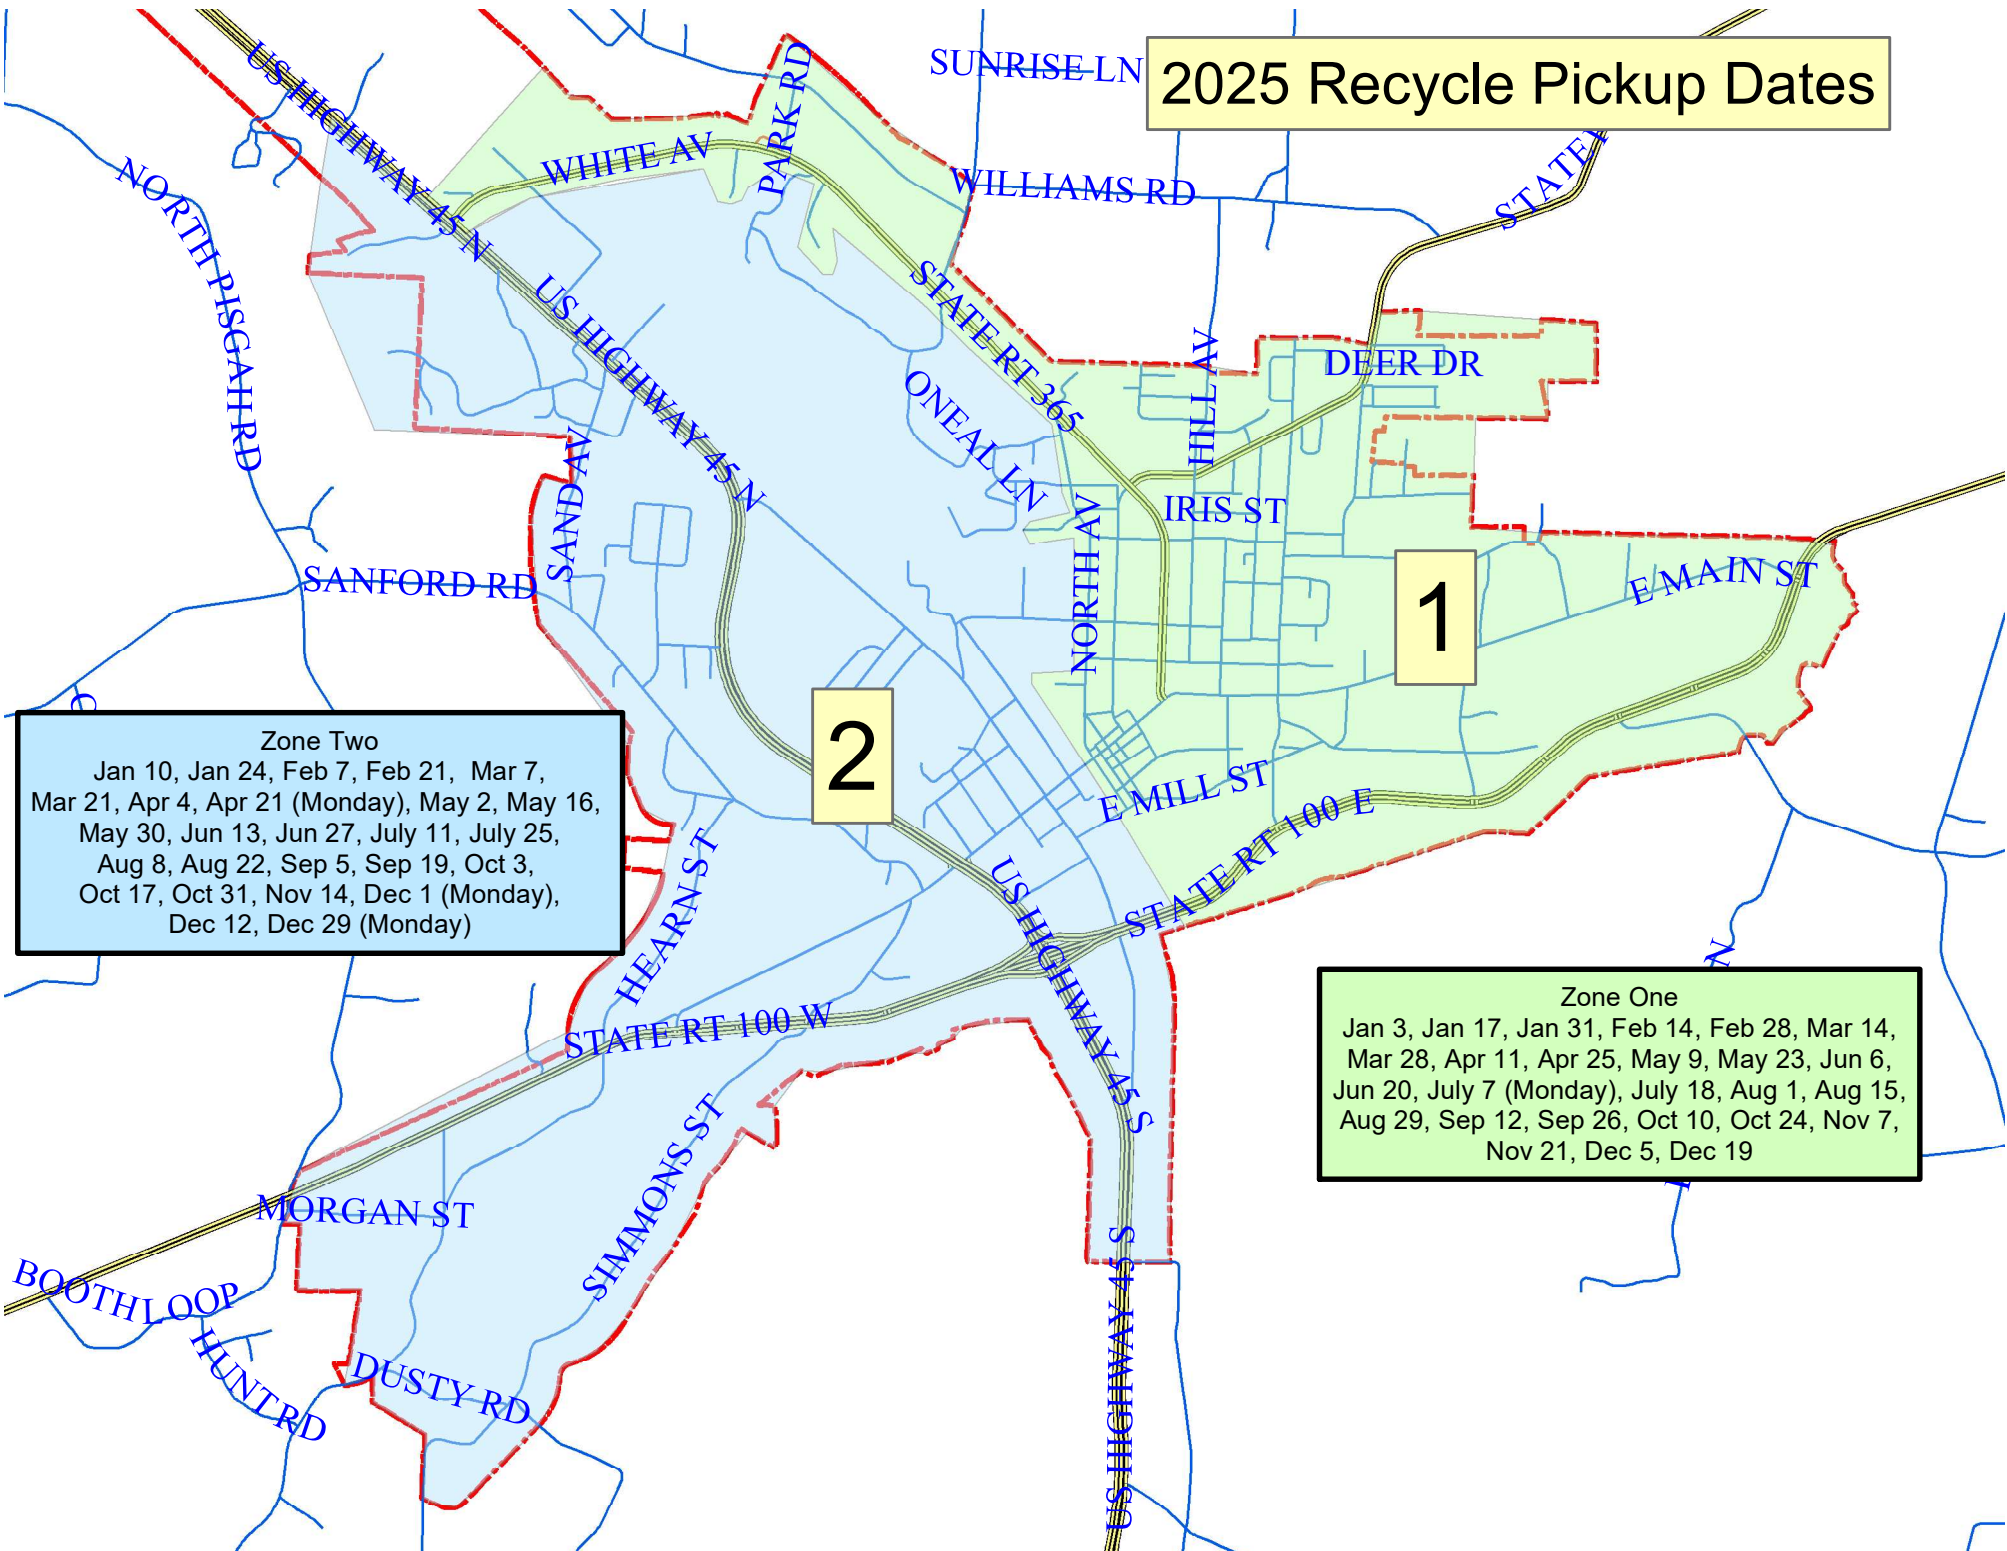 2025 Recycle Pickup Dates
SUNRISE LN
PARK RD
US HIGHWAY 45 N
WHITE AV
WILLIAMS RD
NORTH PISGAH RD
US HIGHWAY 45 N
STATE RT 365
HILL AV
DEER DR
ONEAL LN
SAND AV
NORTH AV
IRIS ST
SANFORD RD
E MAIN ST
1
2
Zone Two
Jan 10, Jan 24, Feb 7, Feb 21, Mar 7,
Mar 21, Apr 4, Apr 21 (Monday), May 2, May 16,
May 30, Jun 13, Jun 27, July 11, July 25,
Aug 8, Aug 22, Sep 5, Sep 19, Oct 3,
Oct 17, Oct 31, Nov 14, Dec 1 (Monday),
Dec 12, Dec 29 (Monday)
E MILL ST
STATE RT 100 E
HEARN ST
US HIGHWAY 45 S
STATE RT 100 W
Zone One
Jan 3, Jan 17, Jan 31, Feb 14, Feb 28, Mar 14,
Mar 28, Apr 11, Apr 25, May 9, May 23, Jun 6,
Jun 20, July 7 (Monday), July 18, Aug 1, Aug 15,
Aug 29, Sep 12, Sep 26, Oct 10, Oct 24, Nov 7,
Nov 21, Dec 5, Dec 19
SIMMONS ST
MORGAN ST
BOOTH LOOP
HUNT RD
DUSTY RD
US HIGHWAY 45 S
STATE